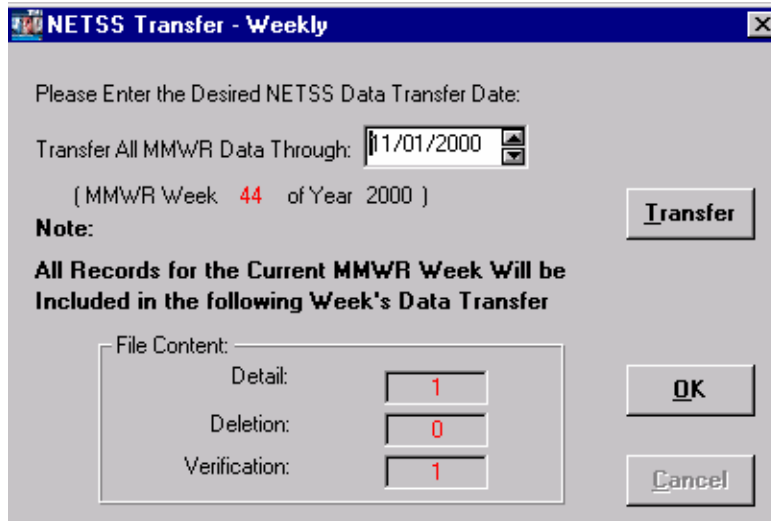 NETSS Transfer - Weekly
Please Enter the Desired NETSS Data Transfer Date:
Transfer All MMWR Data Through: 11/01/2000
( MMWR Week 44 of Year 2000 )
Transfer
Note:
All Records for the Current MMWR Week Will be
Included in the following Week's Data Transfer
File Content:
Detail: 1
OK
Deletion: 0
Verification: 1
Cancel